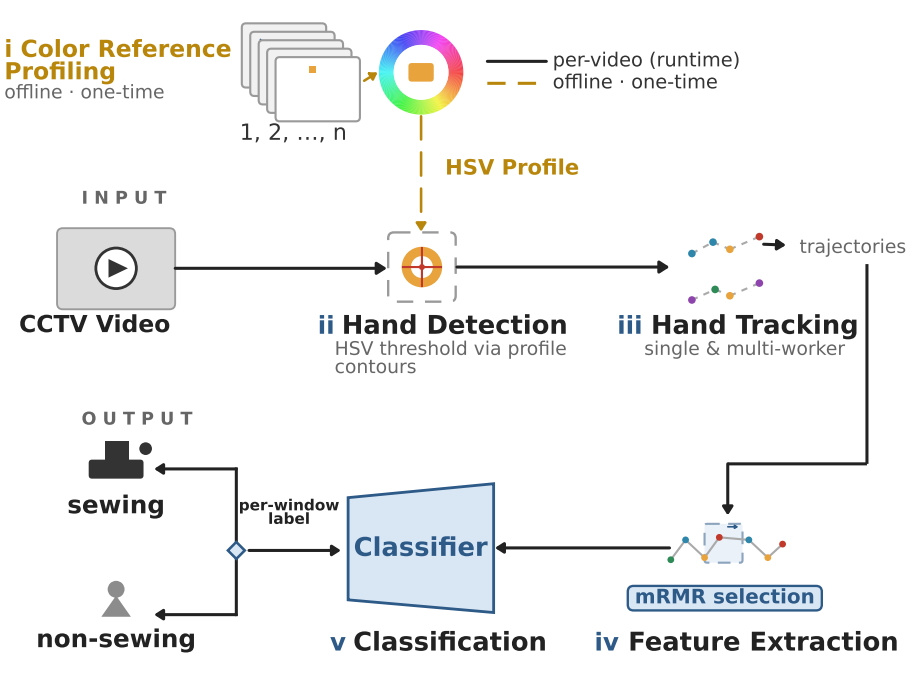 i Color Reference
Profiling
offline · one-time
1, 2, ..., n
per-video (runtime)
offline · one-time
HSV Profile
INPUT
CCTV Video
ii Hand Detection
HSV threshold via profile
contours
trajectories
iii Hand Tracking
single & multi-worker
OUTPUT
sewing
non-sewing
per-window
label
Classifier
v Classification
mRMR selection
iv Feature Extraction